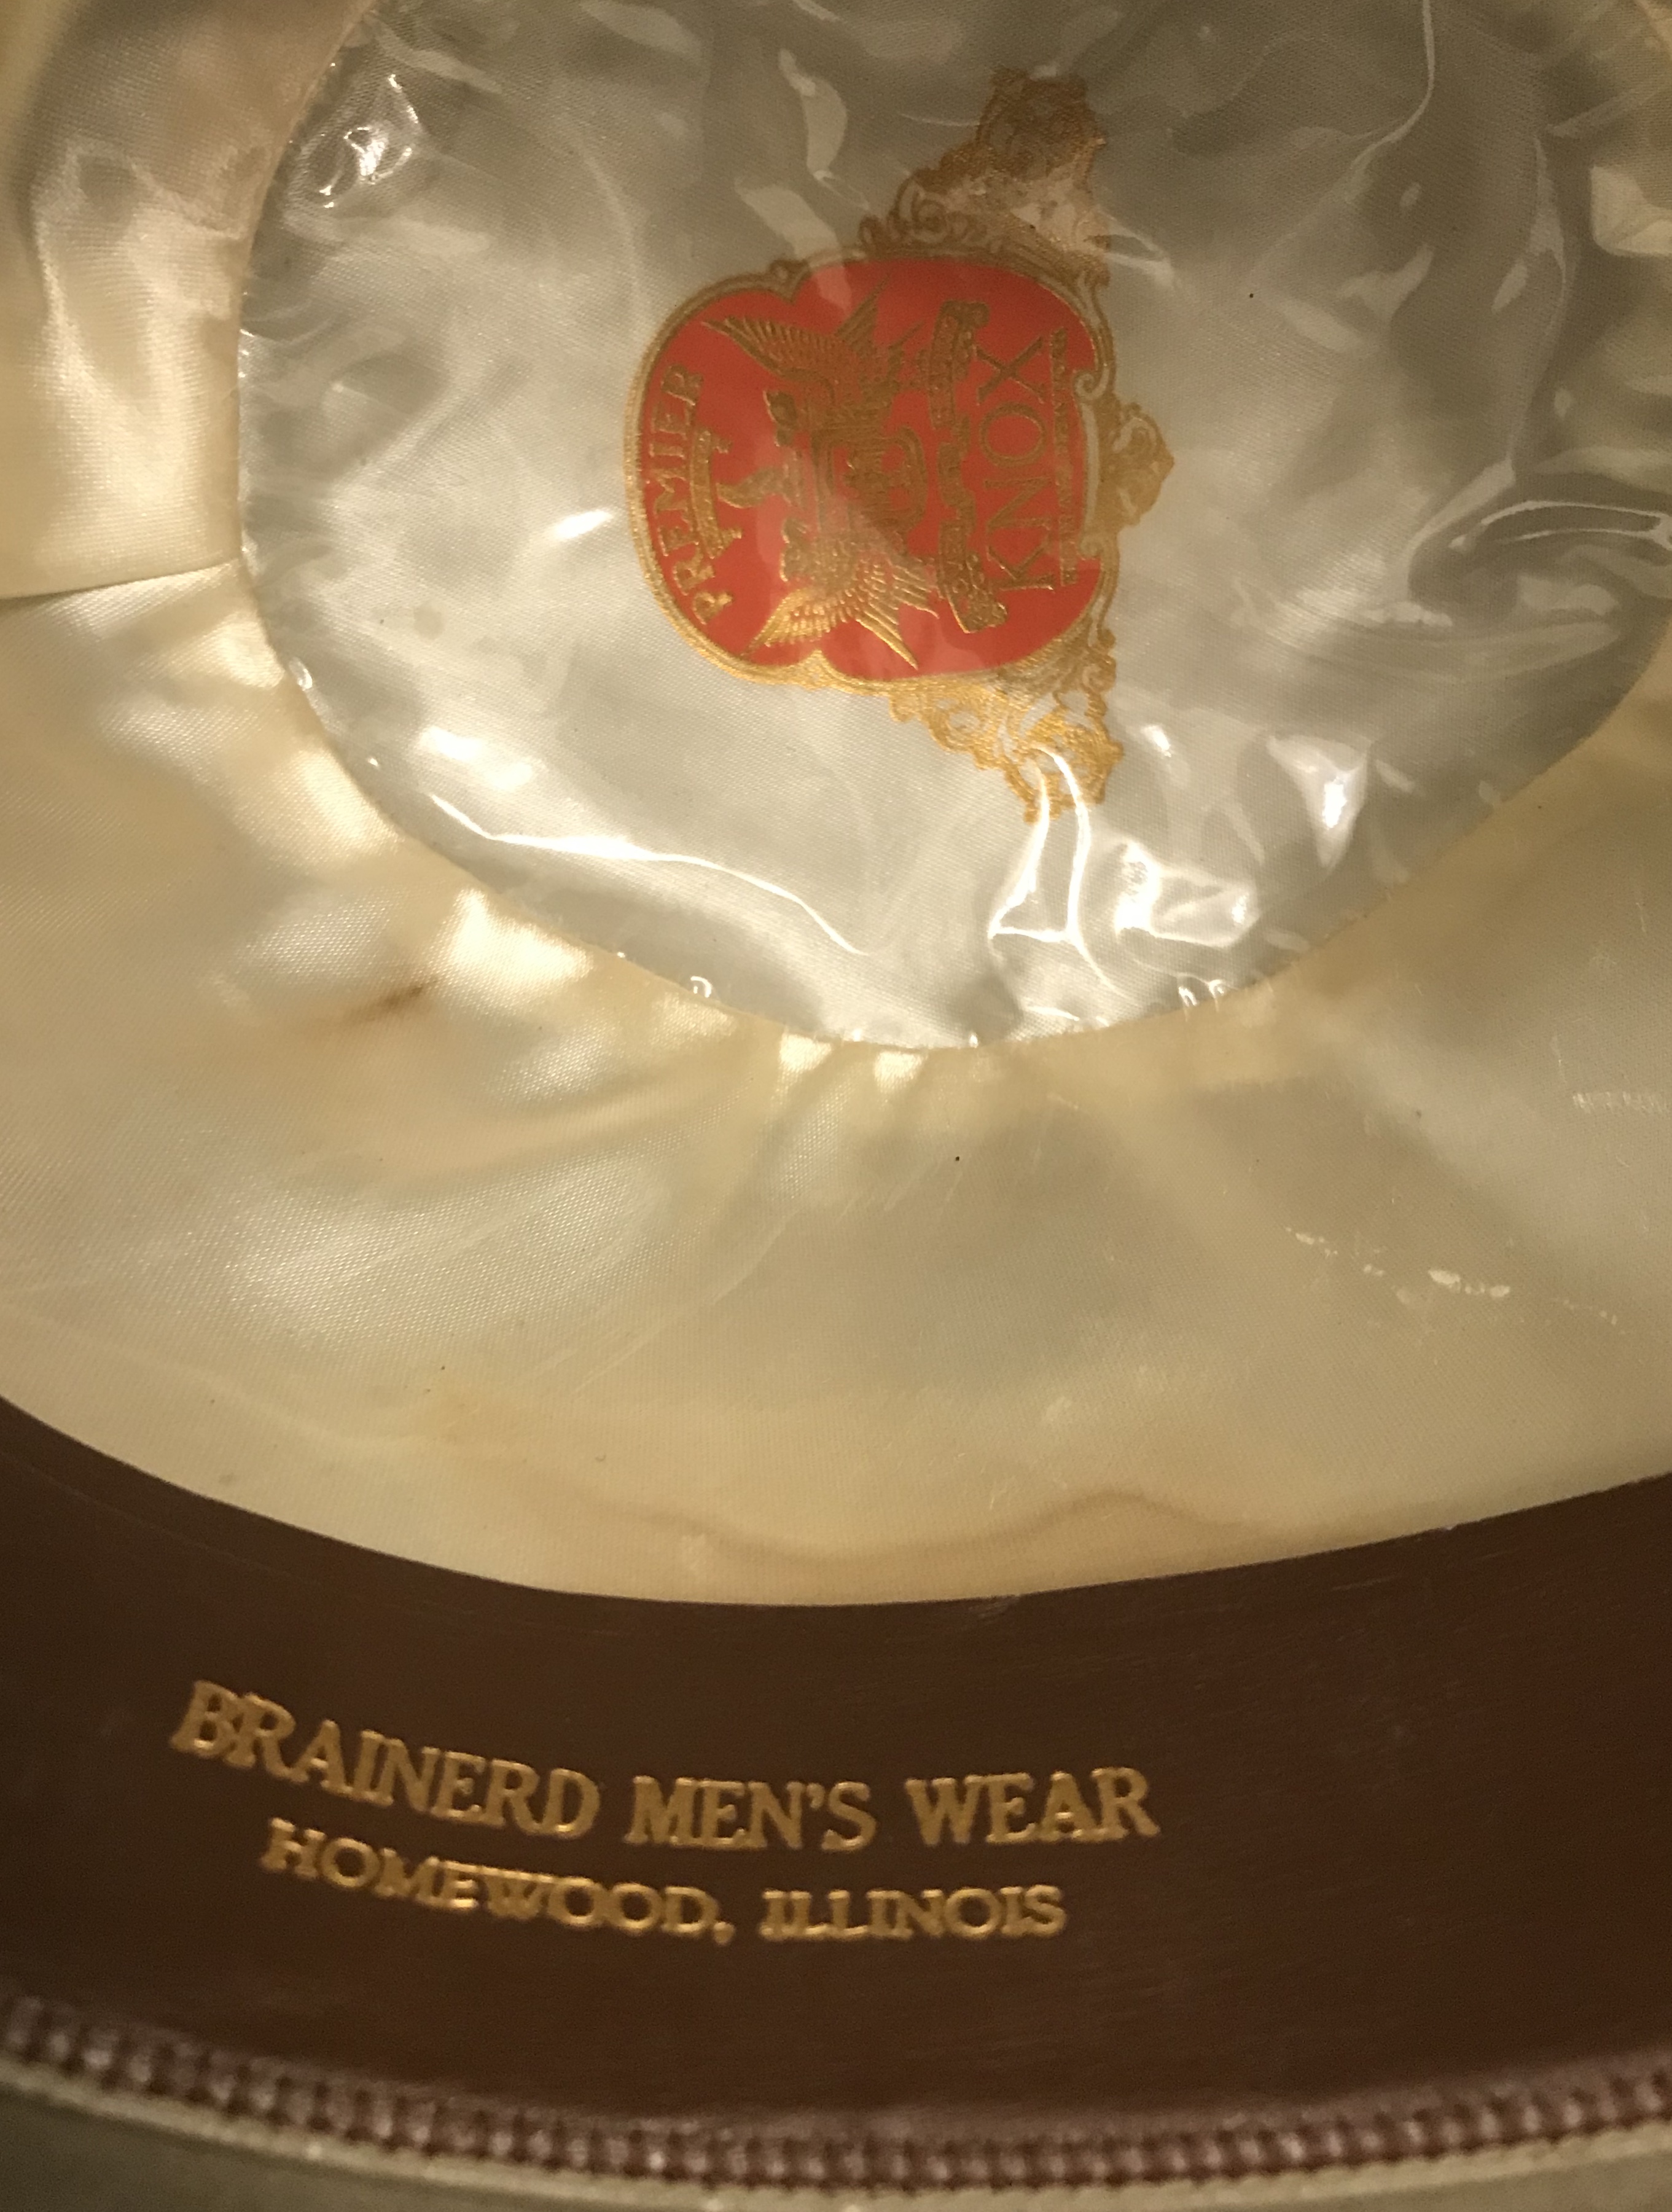 PREMIER
KNOX
BRAINERD MEN'S WEAR
HOMEWOOD, ILLINOIS